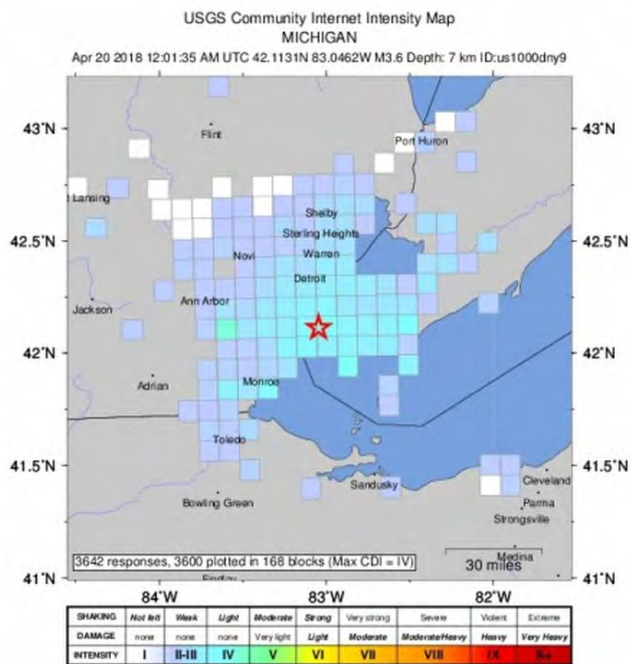 USGS Community Internet Intensity Map
MICHIGAN
Apr 20 2018 12:01:35 AM UTC 42.1131N 83.0462W M3.6 Depth: 7 km ID:us1000dny9
43°N
43°N
Flint
Port Huron
Lansing
Shelby
Sterling Heights
42.5°N
42.5°N
Novi
Warren
Detroit
Ann Arbor
Jackson
42°N
42°N
Adrian
Monroe
Toledo
41.5°N
41.5°N
Sandusky
Cleveland
Bowling Green
Parma
Strongsville
Medina
3642 responses, 3600 plotted in 168 blocks (Max CDI = IV)
30 miles
Findlay
41°N
41°N
84°W
83°W
82°W
SHAKING Not felt Weak Light Moderate Strong Very strong Severe Violent Extreme
DAMAGE none none none Very light Light Moderate Moderate/Heavy Heavy Very Heavy
INTENSITY I II-III IV V VI VII VIII IX X+